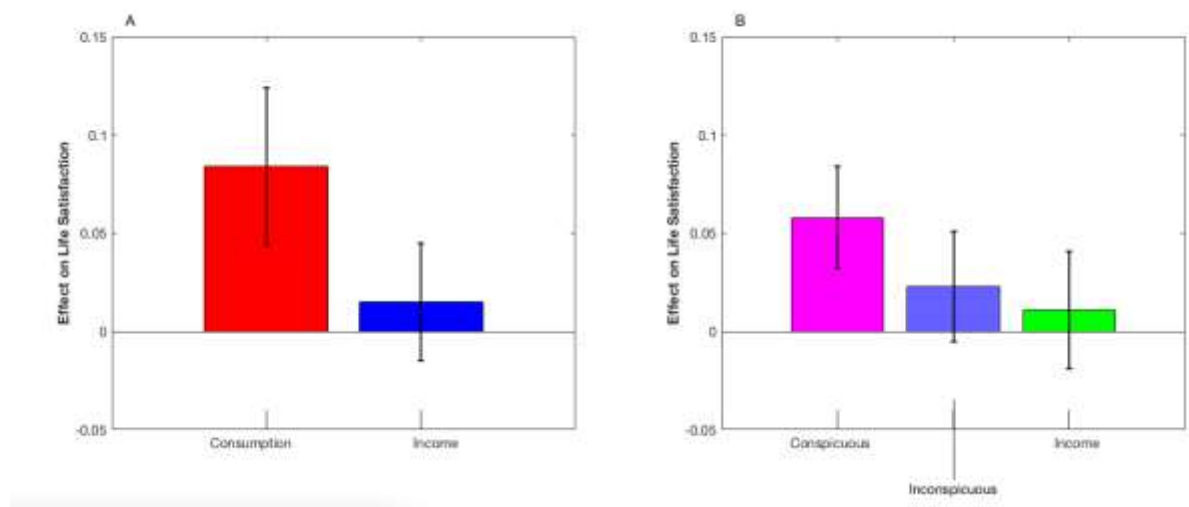 A
0.15
0.1
0.05
0
-0.05
Effect on Life Satisfaction
Consumption
Income
B
0.15
0.1
0.05
0
-0.05
Effect on Life Satisfaction
Conspicuous
Income
Inconspicuous